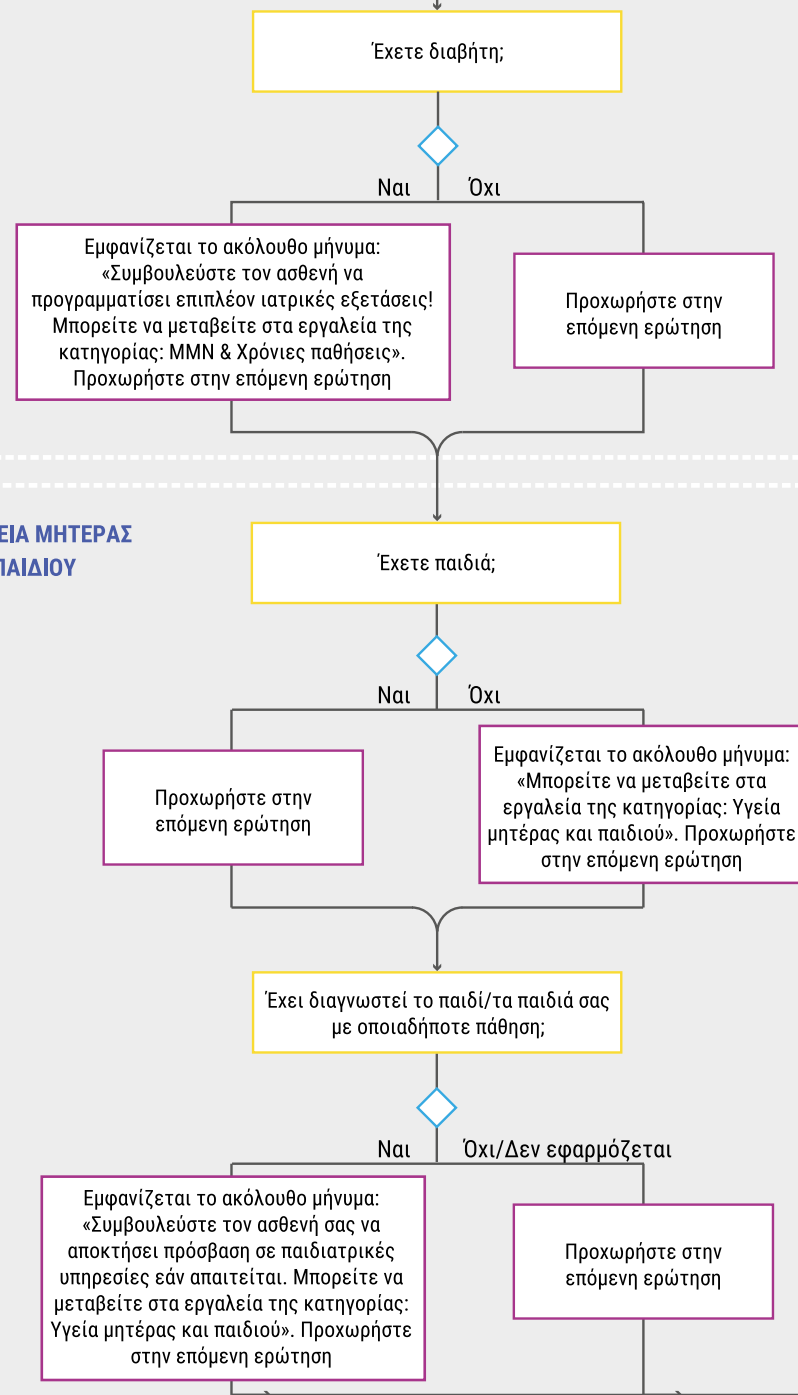 Έχετε διαβήτη;
Ναι
Όχι
Εμφανίζεται το ακόλουθο μήνυμα:
«Συμβουλεύστε τον ασθενή να
προγραμματίσει επιπλέον ιατρικές εξετάσεις!
Μπορείτε να μεταβείτε στα εργαλεία της
κατηγορίας: ΜΜΝ & Χρόνιες παθήσεις».
Προχωρήστε στην επόμενη ερώτηση
Προχωρήστε στην
επόμενη ερώτηση
ΕΙΑ ΜΗΤΕΡΑΣ
ΠΑΙΔΙΟΥ
Έχετε παιδιά;
Ναι
Όχι
Προχωρήστε στην
επόμενη ερώτηση
Εμφανίζεται το ακόλουθο μήνυμα:
«Μπορείτε να μεταβείτε στα
εργαλεία της κατηγορίας: Υγεία
μητέρας και παιδιού». Προχωρήστε
στην επόμενη ερώτηση
Έχει διαγνωστεί το παιδί/τα παιδιά σας
με οποιαδήποτε πάθηση;
Ναι
Όχι/Δεν εφαρμόζεται
Εμφανίζεται το ακόλουθο μήνυμα:
«Συμβουλεύστε τον ασθενή σας να
αποκτήσει πρόσβαση σε παιδιατρικές
υπηρεσίες εάν απαιτείται. Μπορείτε να
μεταβείτε στα εργαλεία της κατηγορίας:
Υγεία μητέρας και παιδιού». Προχωρήστε
στην επόμενη ερώτηση
Προχωρήστε στην
επόμενη ερώτηση